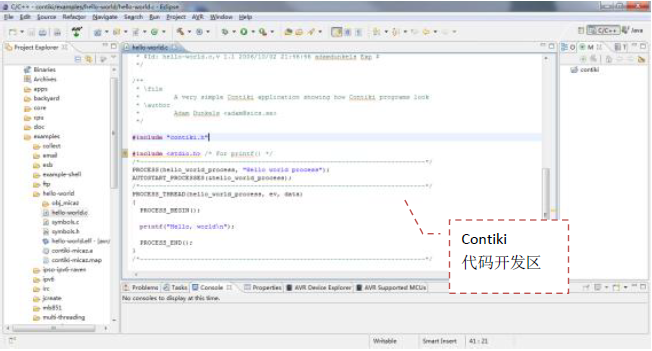 C/C++ - contiki/examples/hello-world/hello-world.c - Eclipse
File Edit Source Refactor Navigate Search Run Project AVR Window Help
C/C++ Java
Project Explorer
Binaries
Archives
apps
backyard
core
cpu
doc
examples
collect
email
esb
example-shell
ftp
hello-world
obj_micaz
hello-world.c
symbols.c
symbols.h
hello-world.elf - [avr/
contiki-micaz.a
contiki-micaz.map
ipso-ipv6-raven
ipv6
irc
jcreate
mb851
multi-threading
hello-world.c
* $Id: hello-world.c,v 1.1 2006/10/02 21:46:46 adamdunkels Exp $
*/
/**
* \file
* A very simple Contiki application showing how Contiki programs look
* \author
* Adam Dunkels <adam@sics.se>
*/
#include "contiki.h"
#include <stdio.h> /* For printf() */
/*---------------------------------------------------------------------------*/
PROCESS(hello_world_process, "Hello world process");
AUTOSTART_PROCESSES(&hello_world_process);
/*---------------------------------------------------------------------------*/
PROCESS_THREAD(hello_world_process, ev, data)
{
PROCESS_BEGIN();
printf("Hello, world\n");
PROCESS_END();
}
/*---------------------------------------------------------------------------*/
contiki
Contiki
代码开发区
Problems Tasks Console Properties AVR Device Explorer AVR Supported MCUs
No consoles to display at this time.
Writable Smart Insert 41 : 21